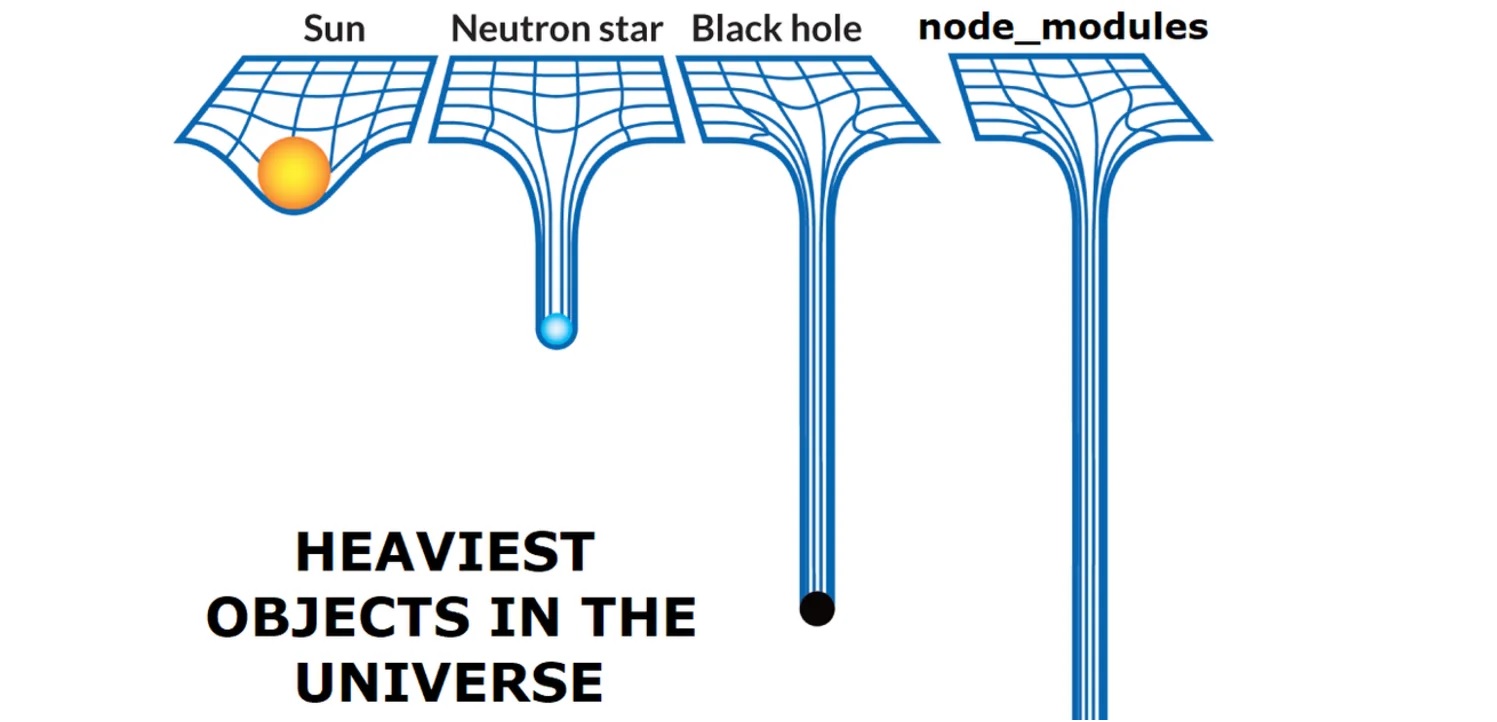 Sun
Neutron star
Black hole
node_modules
HEAVIEST
OBJECTS IN THE
UNIVERSE